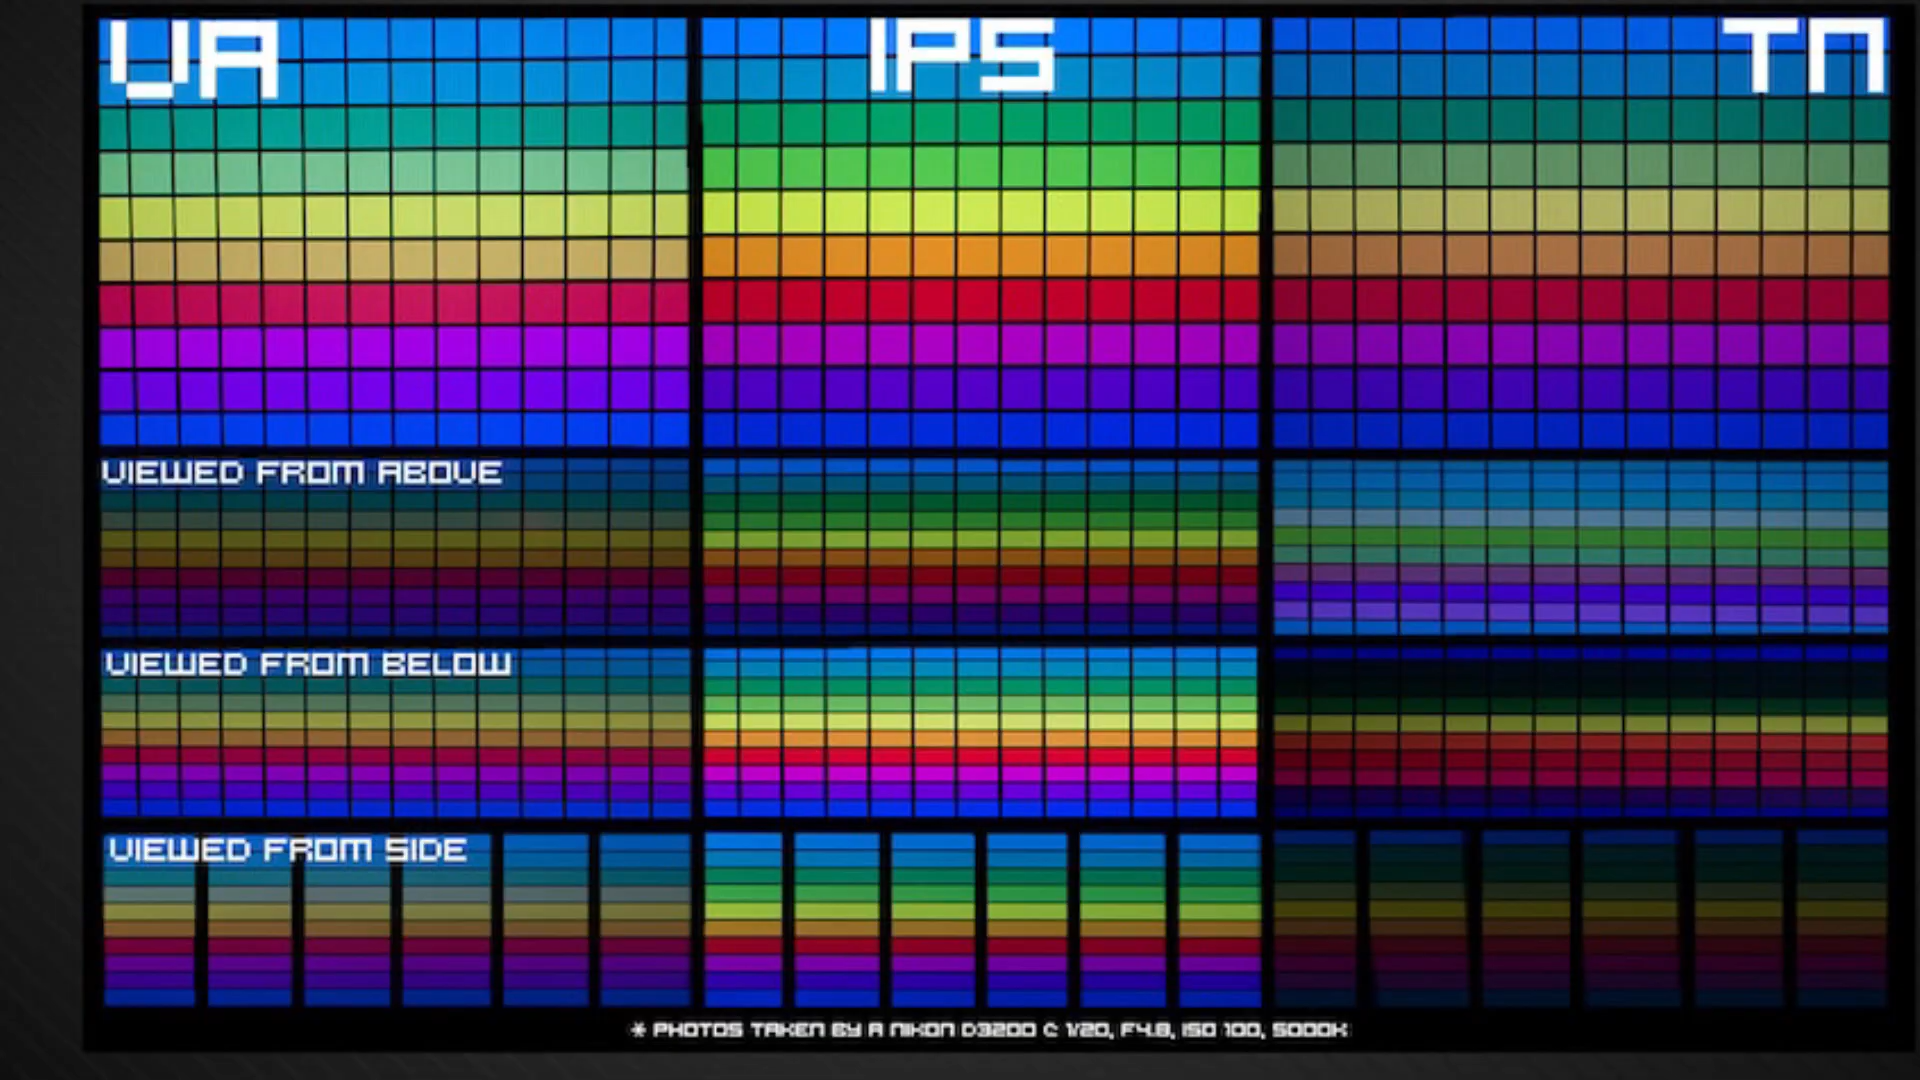 VA IPS TN
VIEWED FROM ABOVE
VIEWED FROM BELOW
VIEWED FROM SIDE
* PHOTOS TAKEN BY A NIKON D3200 @ 1/20, F4.8, ISO 100, 5000K